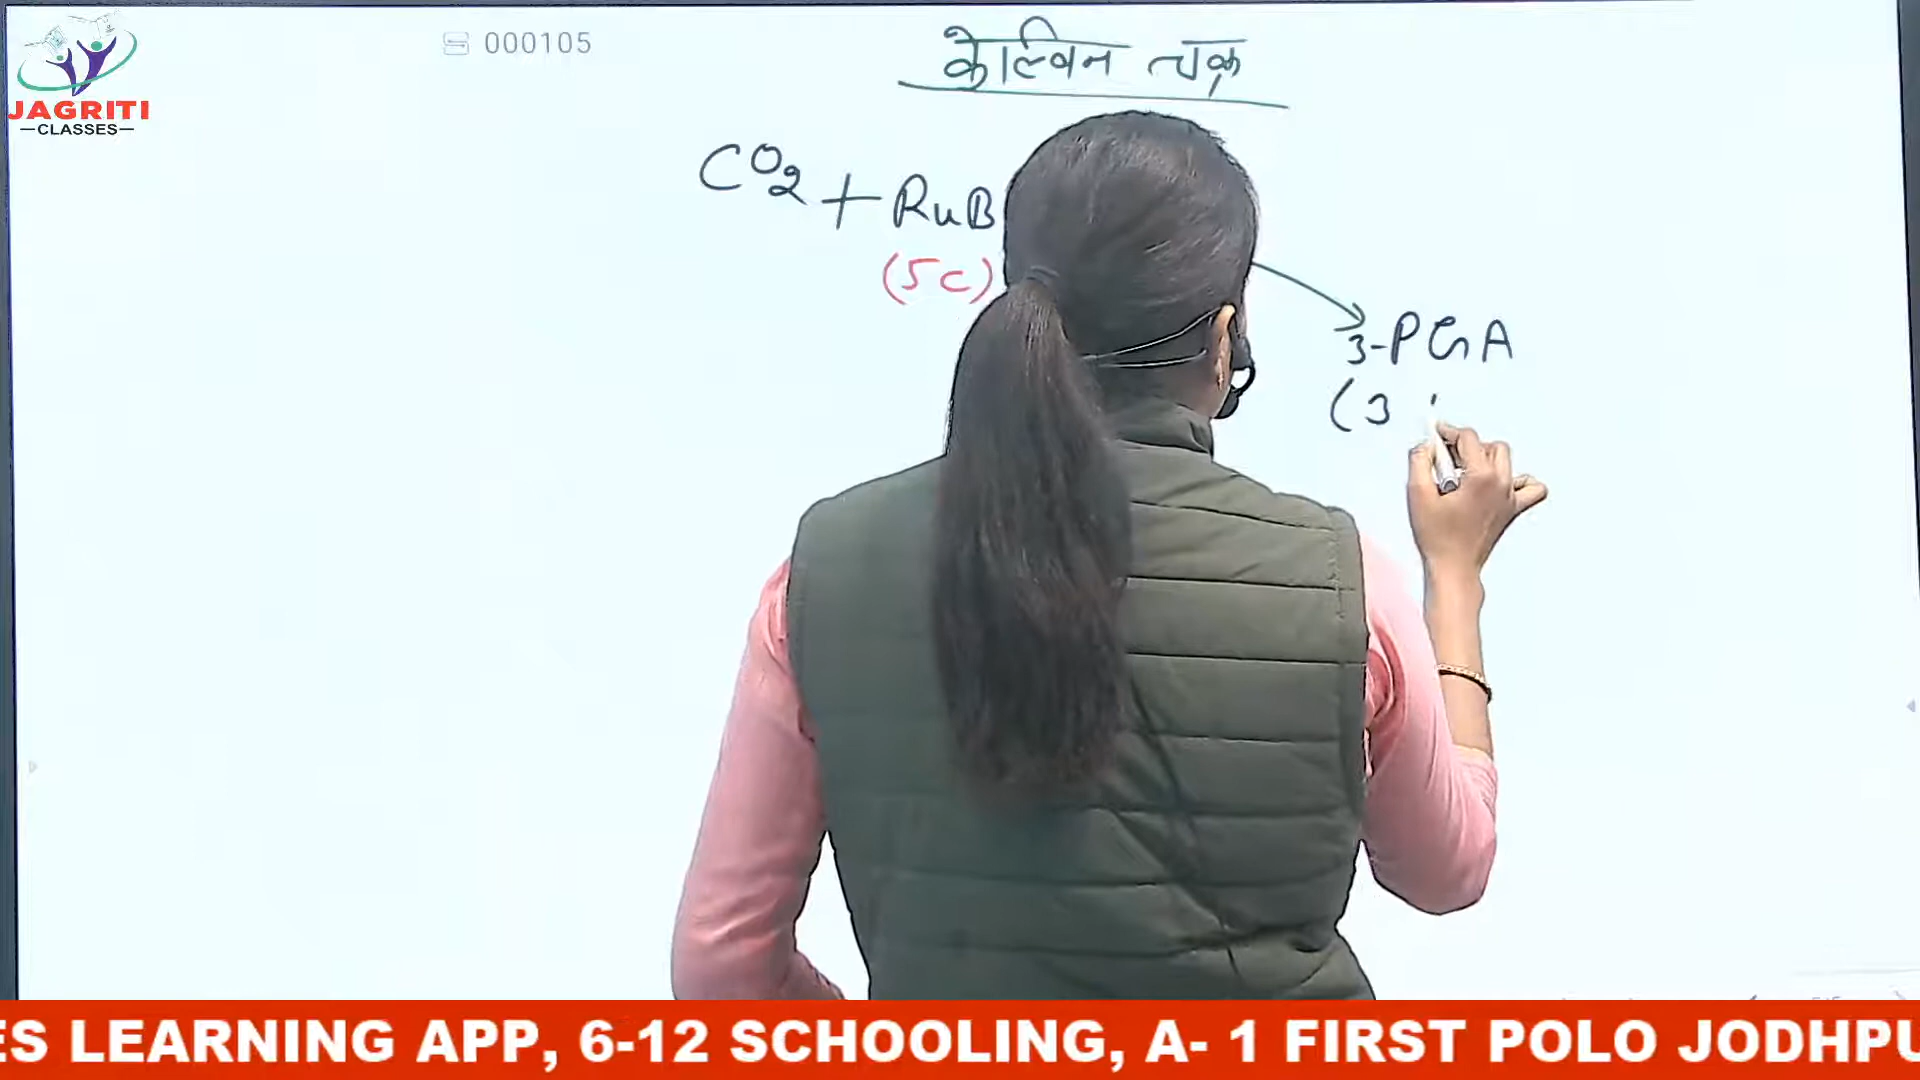 JAGRITI
CLASSES
000105
केल्विन चक्र
CO2 + RuB
(5C)
3-PGA
(3
ES LEARNING APP, 6-12 SCHOOLING, A- 1 FIRST POLO JODHPU